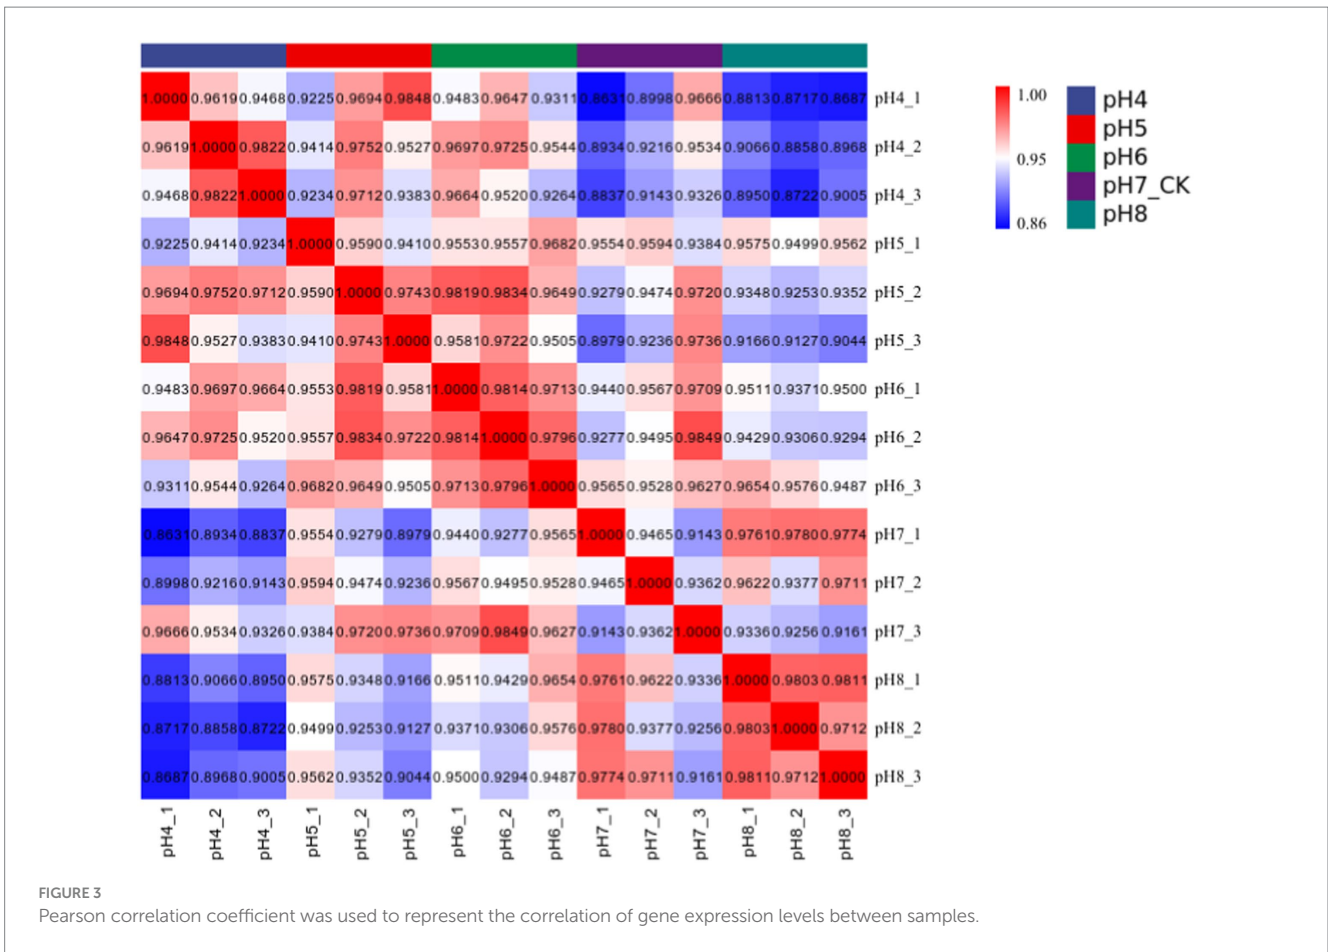 1.0000 0.9619 0.9468 0.9225 0.9694 0.9848 0.9483 0.9647 0.9311 0.8631 0.8998 0.9666 0.8813 0.8717 0.8687 pH4_1
0.9619 1.0000 0.9822 0.9414 0.9752 0.9527 0.9697 0.9725 0.9544 0.8934 0.9216 0.9534 0.9066 0.8858 0.8968 pH4_2
0.9468 0.9822 1.0000 0.9234 0.9712 0.9383 0.9664 0.9520 0.9264 0.8837 0.9143 0.9326 0.8950 0.8722 0.9005 pH4_3
0.9225 0.9414 0.9234 1.0000 0.9590 0.9410 0.9553 0.9557 0.9682 0.9554 0.9594 0.9384 0.9575 0.9499 0.9562 pH5_1
0.9694 0.9752 0.9712 0.9590 1.0000 0.9743 0.9819 0.9834 0.9649 0.9279 0.9474 0.9720 0.9348 0.9253 0.9352 pH5_2
0.9848 0.9527 0.9383 0.9410 0.9743 1.0000 0.9581 0.9722 0.9505 0.8979 0.9236 0.9736 0.9166 0.9127 0.9044 pH5_3
0.9483 0.9697 0.9664 0.9553 0.9819 0.9581 1.0000 0.9814 0.9713 0.9440 0.9567 0.9709 0.9511 0.9371 0.9500 pH6_1
0.9647 0.9725 0.9520 0.9557 0.9834 0.9722 0.9814 1.0000 0.9796 0.9277 0.9495 0.9849 0.9429 0.9306 0.9294 pH6_2
0.9311 0.9544 0.9264 0.9682 0.9649 0.9505 0.9713 0.9796 1.0000 0.9565 0.9528 0.9627 0.9654 0.9576 0.9487 pH6_3
0.8631 0.8934 0.8837 0.9554 0.9279 0.8979 0.9440 0.9277 0.9565 1.0000 0.9465 0.9143 0.9761 0.9780 0.9774 pH7_1
0.8998 0.9216 0.9143 0.9594 0.9474 0.9236 0.9567 0.9495 0.9528 0.9465 1.0000 0.9362 0.9622 0.9377 0.9711 pH7_2
0.9666 0.9534 0.9326 0.9384 0.9720 0.9736 0.9709 0.9849 0.9627 0.9143 0.9362 1.0000 0.9336 0.9256 0.9161 pH7_3
0.8813 0.9066 0.8950 0.9575 0.9348 0.9166 0.9511 0.9429 0.9654 0.9761 0.9622 0.9336 1.0000 0.9803 0.9811 pH8_1
0.8717 0.8858 0.8722 0.9499 0.9253 0.9127 0.9371 0.9306 0.9576 0.9780 0.9377 0.9256 0.9803 1.0000 0.9712 pH8_2
0.8687 0.8968 0.9005 0.9562 0.9352 0.9044 0.9500 0.9294 0.9487 0.9774 0.9711 0.9161 0.9811 0.9712 1.0000 pH8_3
pH4_1 pH4_2 pH4_3 pH5_1 pH5_2 pH5_3 pH6_1 pH6_2 pH6_3 pH7_1 pH7_2 pH7_3 pH8_1 pH8_2 pH8_3
1.00
0.95
0.86
pH4
pH5
pH6
pH7_CK
pH8
FIGURE 3
Pearson correlation coefficient was used to represent the correlation of gene expression levels between samples.